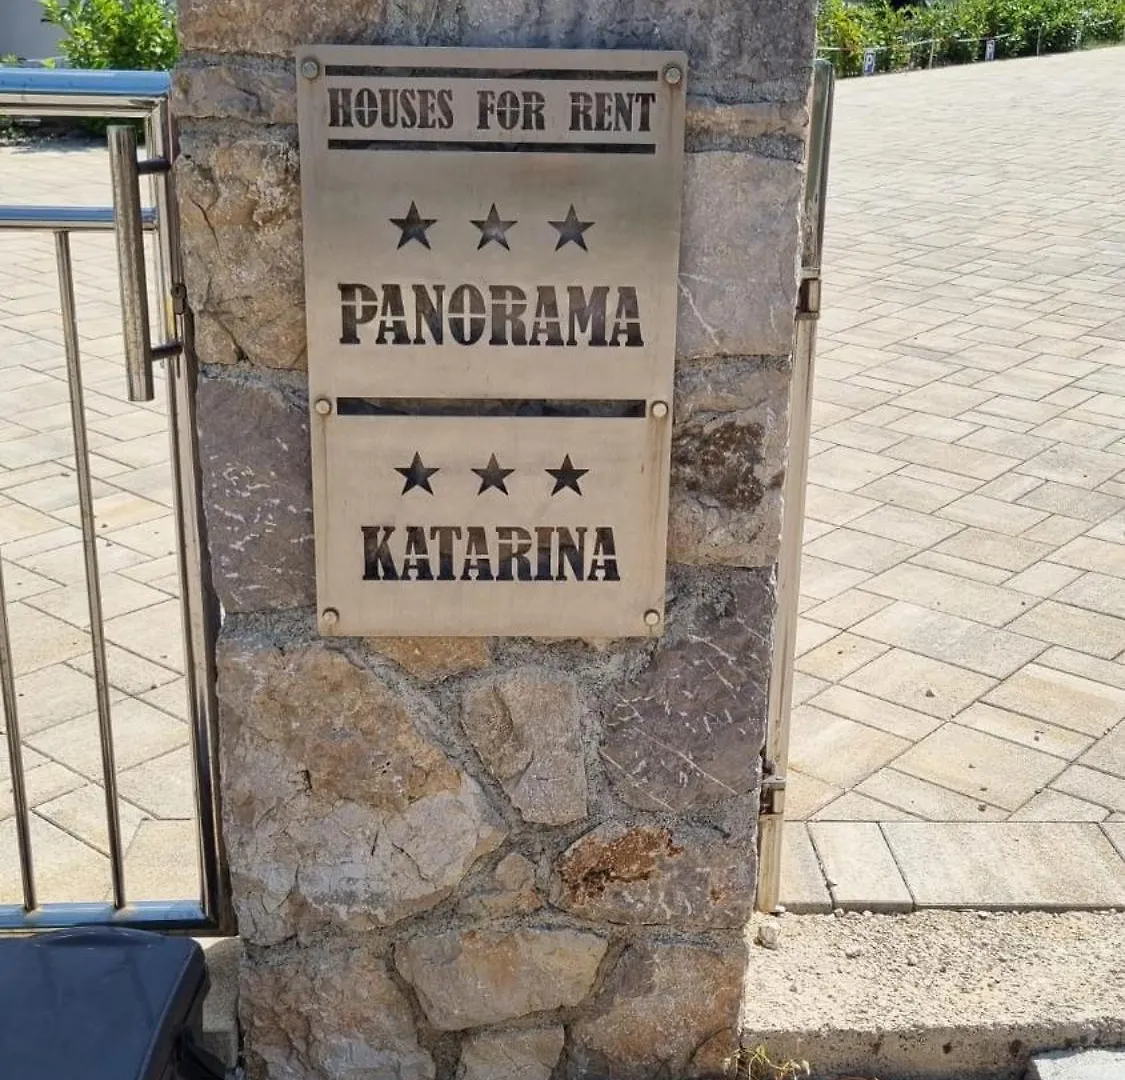 HOUSES FOR RENT
★ ★ ★
PANORAMA
★ ★ ★
KATARINA
P